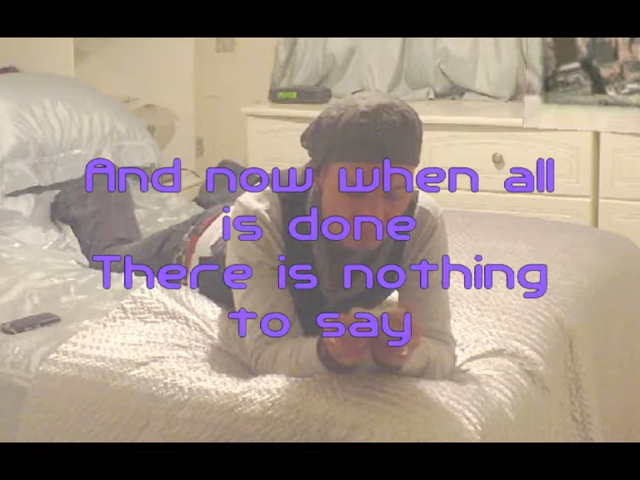 And now when all
is done
There is nothing
to say